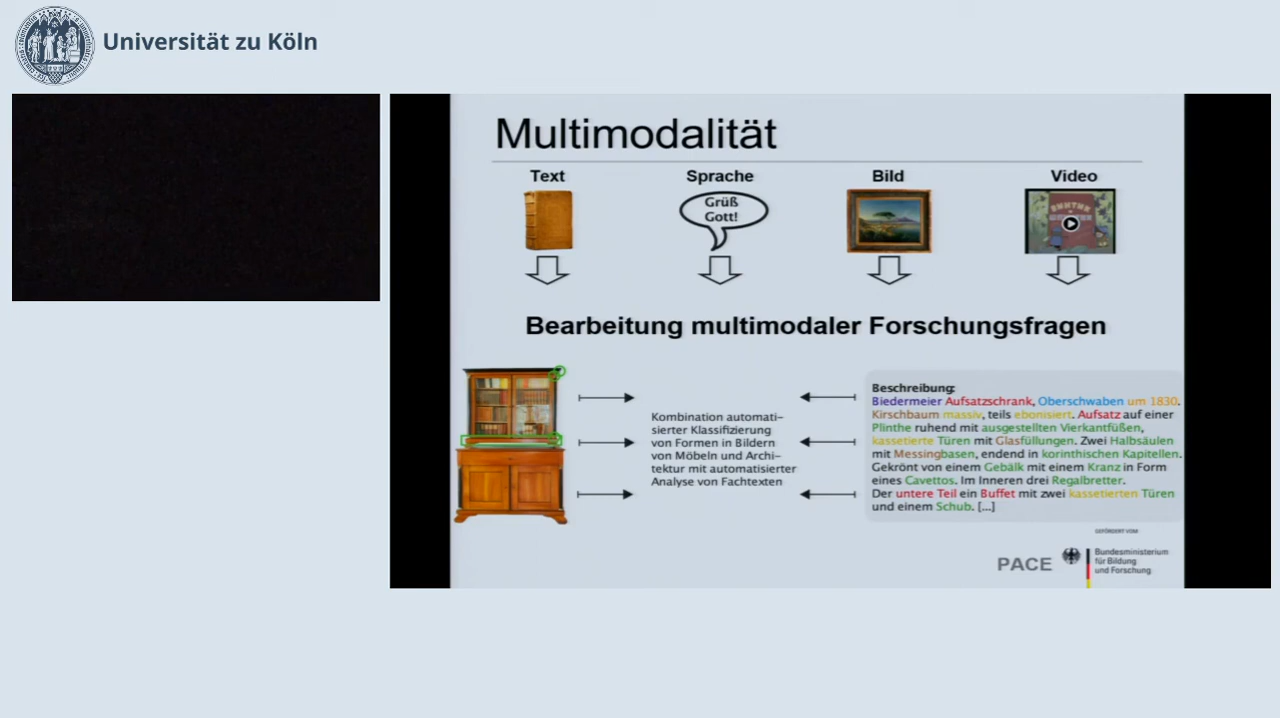 Universität zu Köln
Multimodalität
Text
Sprache
Bild
Video
Grüß
Gott!
Bearbeitung multimodaler Forschungsfragen
Kombination automati-
sierter Klassifizierung
von Formen in Bildern
von Möbeln und Archi-
tektur mit automatisierter
Analyse von Fachtexten
Beschreibung:
Biedermeier Aufsatzschrank, Oberschwaben um 1830.
Kirschbaum massiv, teils ebonisiert. Aufsatz auf einer
Plinthe ruhend mit ausgestellten Vierkantfüßen,
kassetierte Türen mit Glasfüllungen. Zwei Halbsäulen
mit Messingbasen, endend in korinthischen Kapitellen.
Gekrönt von einem Gebälk mit einem Kranz in Form
eines Cavettos. Im Inneren drei Regalbretter.
Der untere Teil ein Buffet mit zwei kassetierten Türen
und einem Schub. [...]
GEFÖRDERT VOM
PACE
Bundesministerium
für Bildung
und Forschung